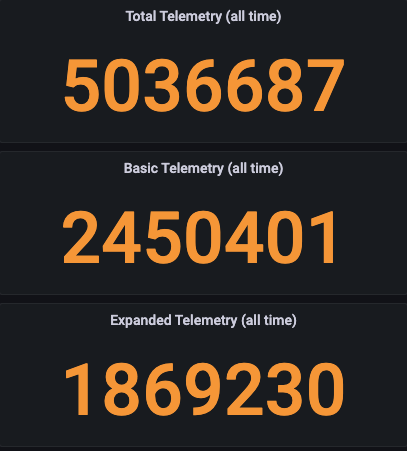 Total Telemetry (all time)
5036687
Basic Telemetry (all time)
2450401
Expanded Telemetry (all time)
1869230